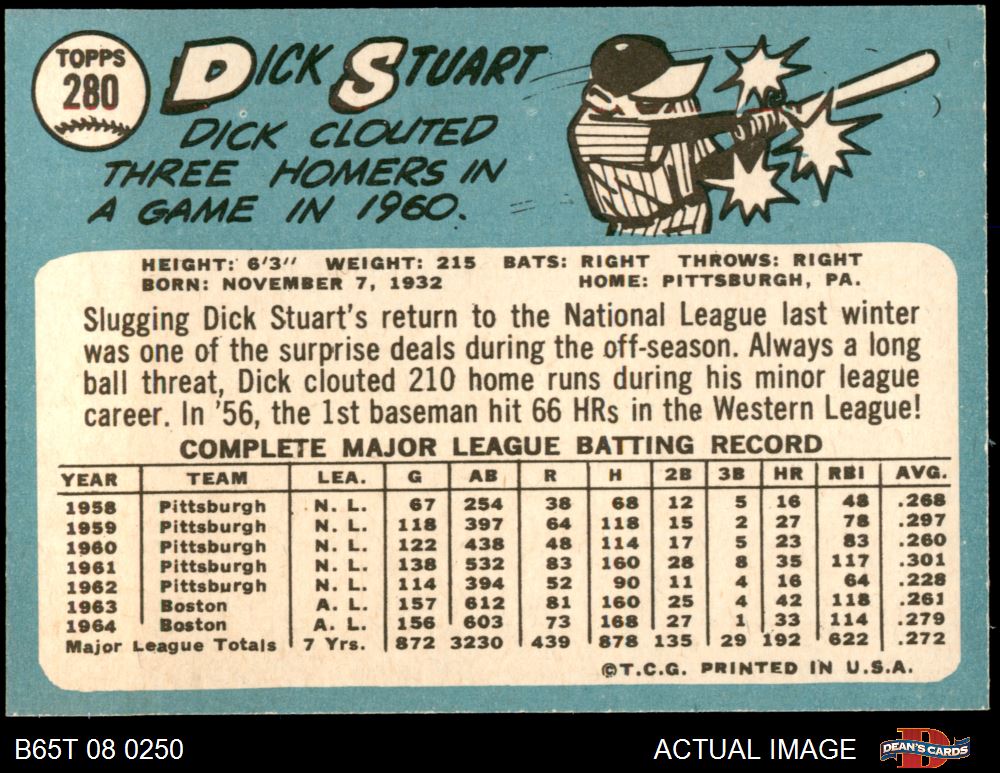 TOPPS
280
DICK STUART
DICK CLOUTED
THREE HOMERS IN
A GAME IN 1960.
HEIGHT: 6'3" WEIGHT: 215 BATS: RIGHT THROWS: RIGHT
BORN: NOVEMBER 7, 1932 HOME: PITTSBURGH, PA.
Slugging Dick Stuart's return to the National League last winter
was one of the surprise deals during the off-season. Always a long
ball threat, Dick clouted 210 home runs during his minor league
career. In '56, the 1st baseman hit 66 HRs in the Western League!
COMPLETE MAJOR LEAGUE BATTING RECORD
YEAR TEAM LEA. G AB R H 2B 3B HR RBI AVG.
1958 Pittsburgh N. L. 67 254 38 68 12 5 16 48 .268
1959 Pittsburgh N. L. 118 397 64 118 15 2 27 78 .297
1960 Pittsburgh N. L. 122 438 48 114 17 5 23 83 .260
1961 Pittsburgh N. L. 138 532 83 160 28 8 35 117 .301
1962 Pittsburgh N. L. 114 394 52 90 11 4 16 64 .228
1963 Boston A. L. 157 612 81 160 25 4 42 118 .261
1964 Boston A. L. 156 603 73 168 27 1 33 114 .279
Major League Totals 7 Yrs. 872 3230 439 878 135 29 192 622 .272
©T.C.G. PRINTED IN U.S.A.
B65T 08 0250 ACTUAL IMAGE DEAN'S CARDS